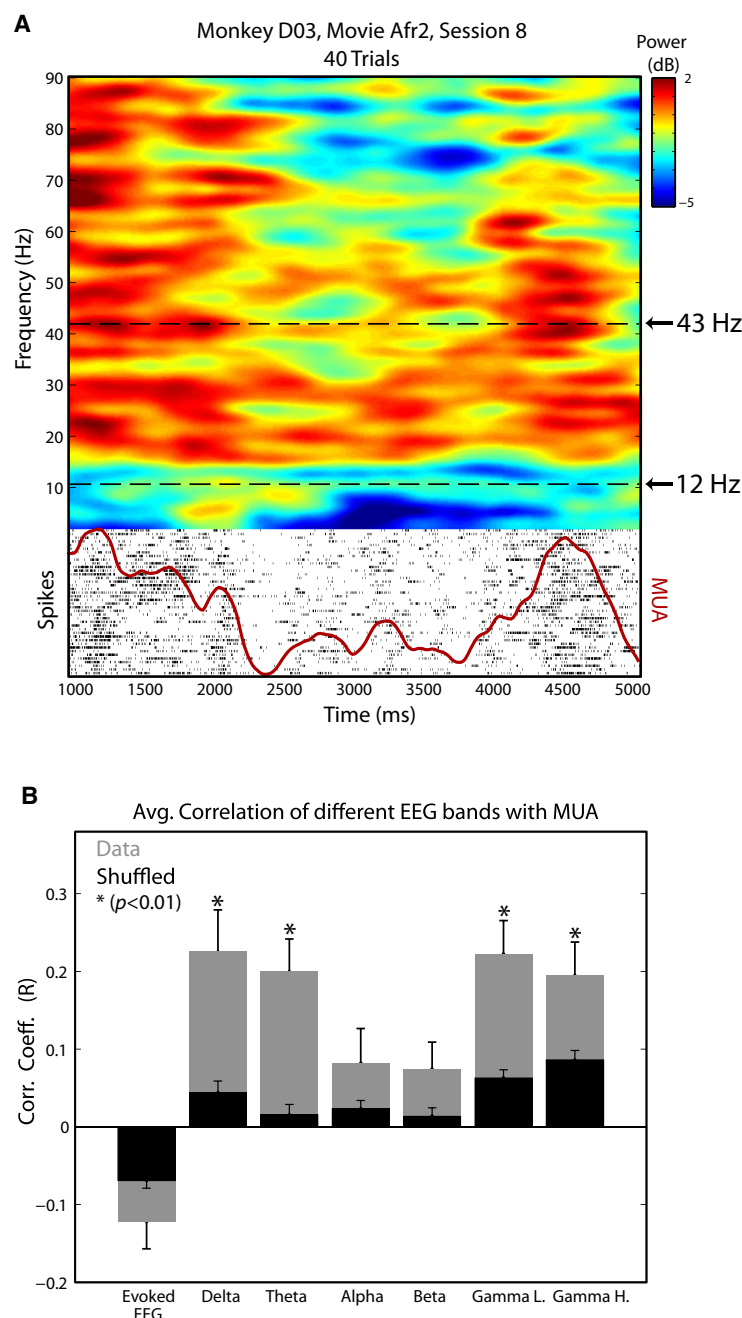 A
Monkey D03, Movie Afr2, Session 8
40 Trials
Power
(dB)
2
−5
90
80
70
60
50
40
30
20
10
Frequency (Hz)
43 Hz
12 Hz
Spikes
MUA
1000 1500 2000 2500 3000 3500 4000 4500 5000
Time (ms)
B
Avg. Correlation of different EEG bands with MUA
Data
Shuffled
* (p<0.01)
* * * *
0.3
0.2
0.1
0
−0.1
−0.2
Corr. Coeff. (R)
Evoked EEG Delta Theta Alpha Beta Gamma L. Gamma H.